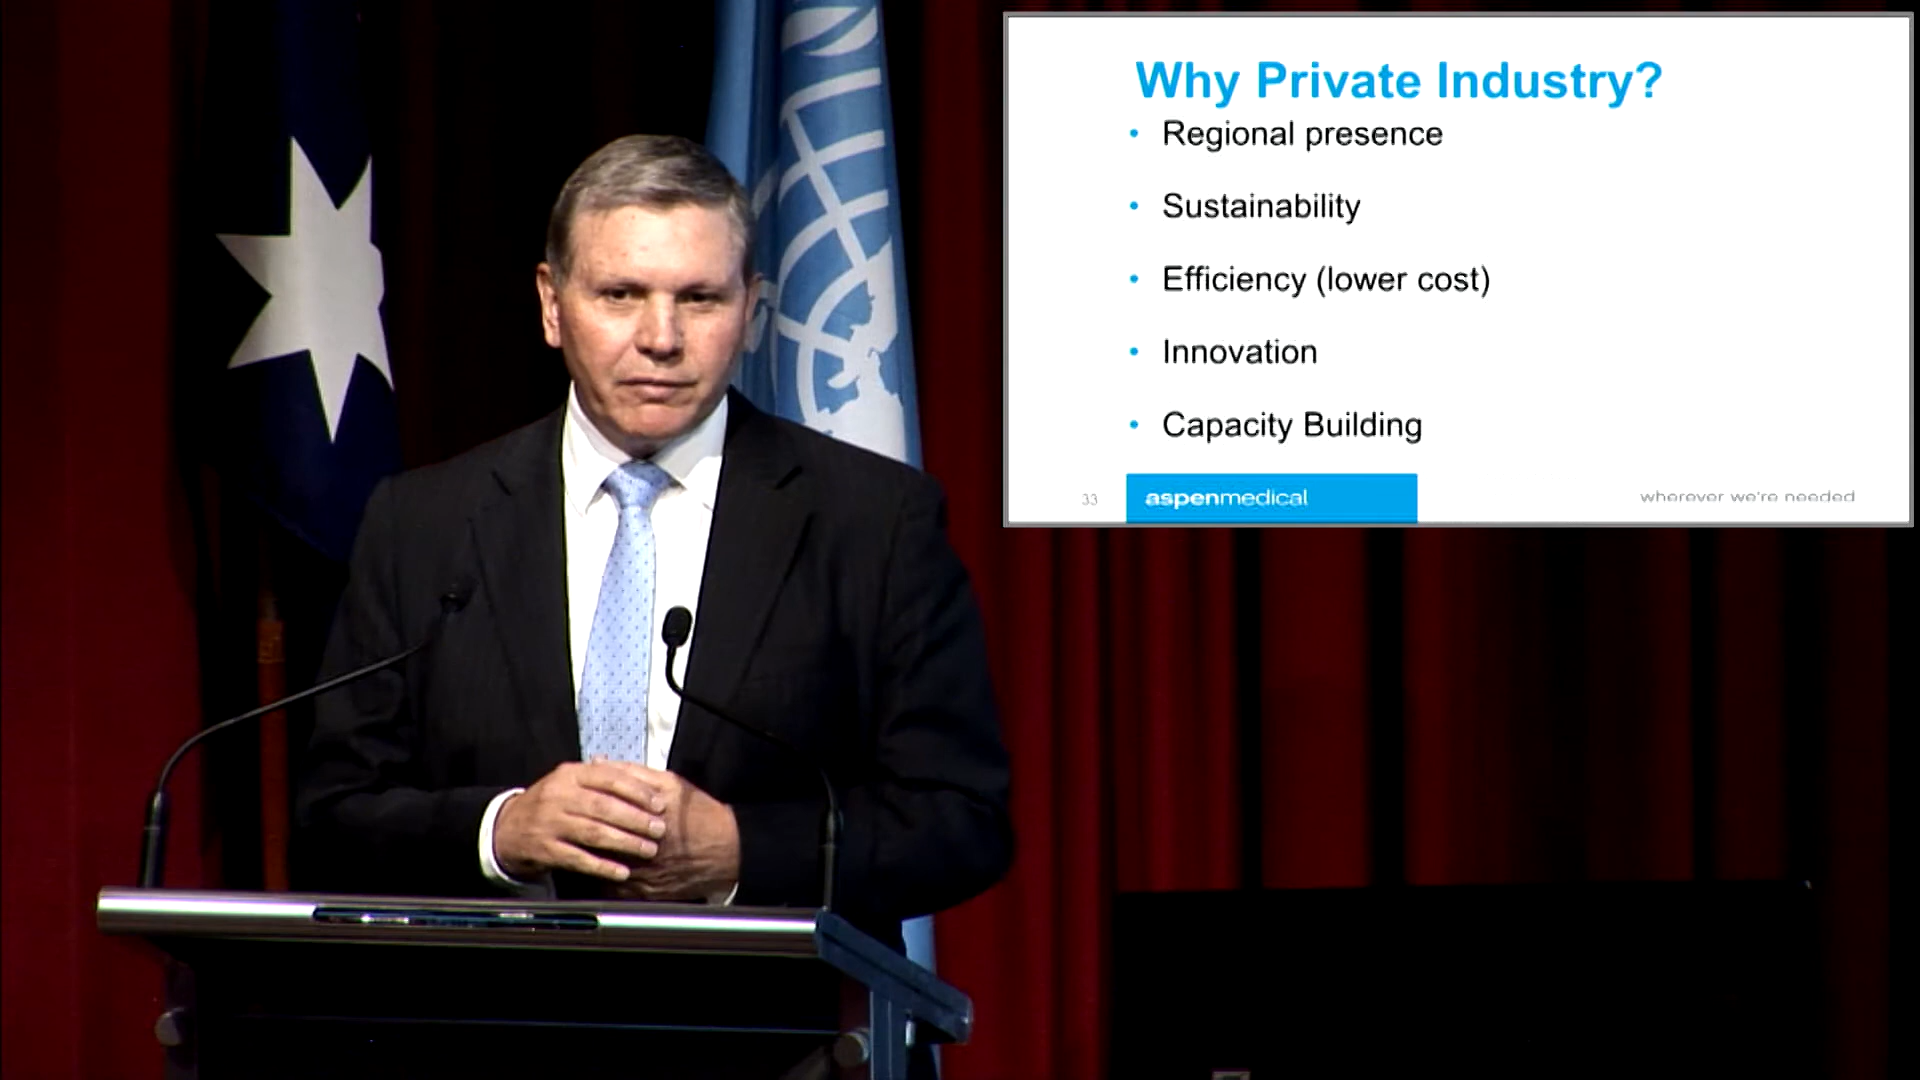 Why Private Industry?
• Regional presence
• Sustainability
• Efficiency (lower cost)
• Innovation
• Capacity Building
33
aspenmedical
wherever we're needed